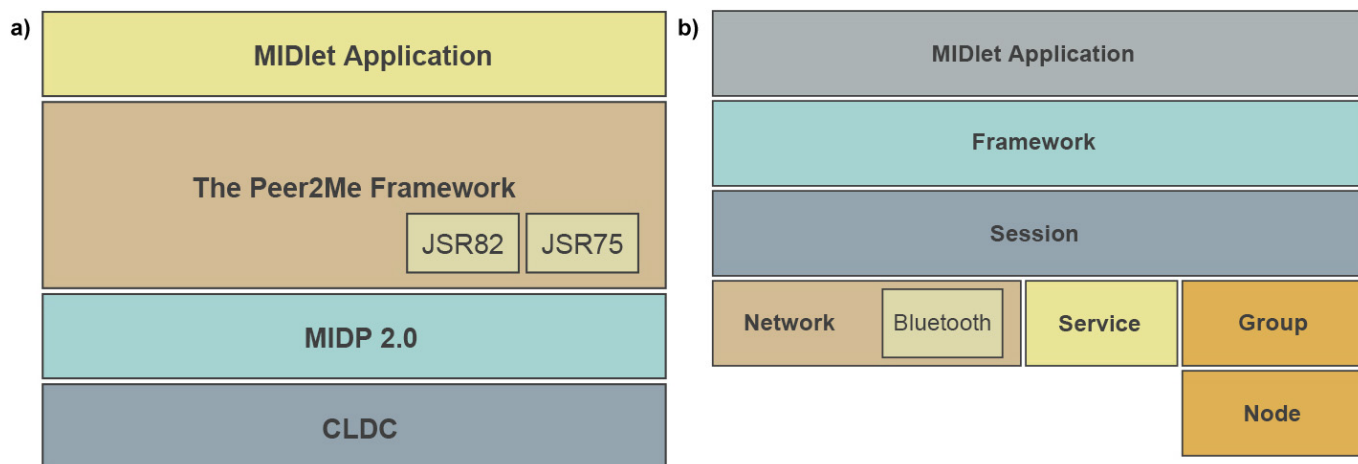 a)
MIDlet Application
The Peer2Me Framework
JSR82
JSR75
MIDP 2.0
CLDC
b)
MIDlet Application
Framework
Session
Network
Bluetooth
Service
Group
Node